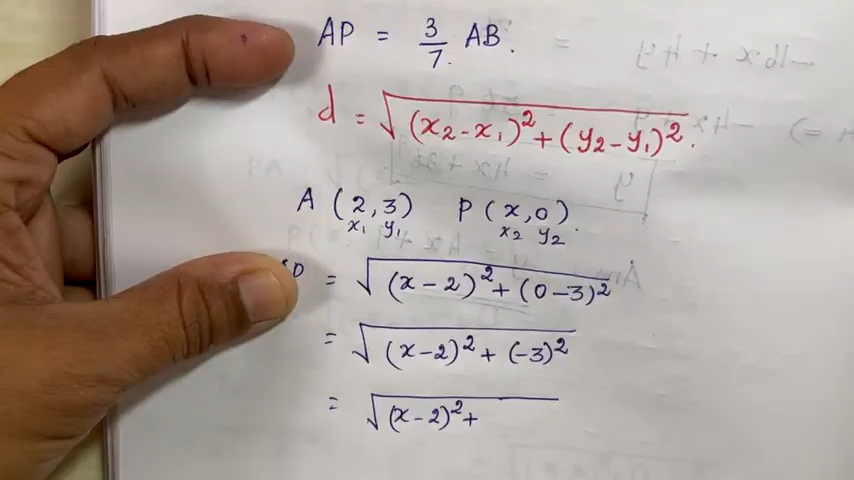 AP = 3/7. AB.
d = √(x₂-x₁)²+(y₂-y₁)².
A (2,3) P (x,0).
x₁ y₁ x₂ y₂
= √(x-2)²+(0-3)²
= √(x-2)²+(-3)²
= √(x-2)²+